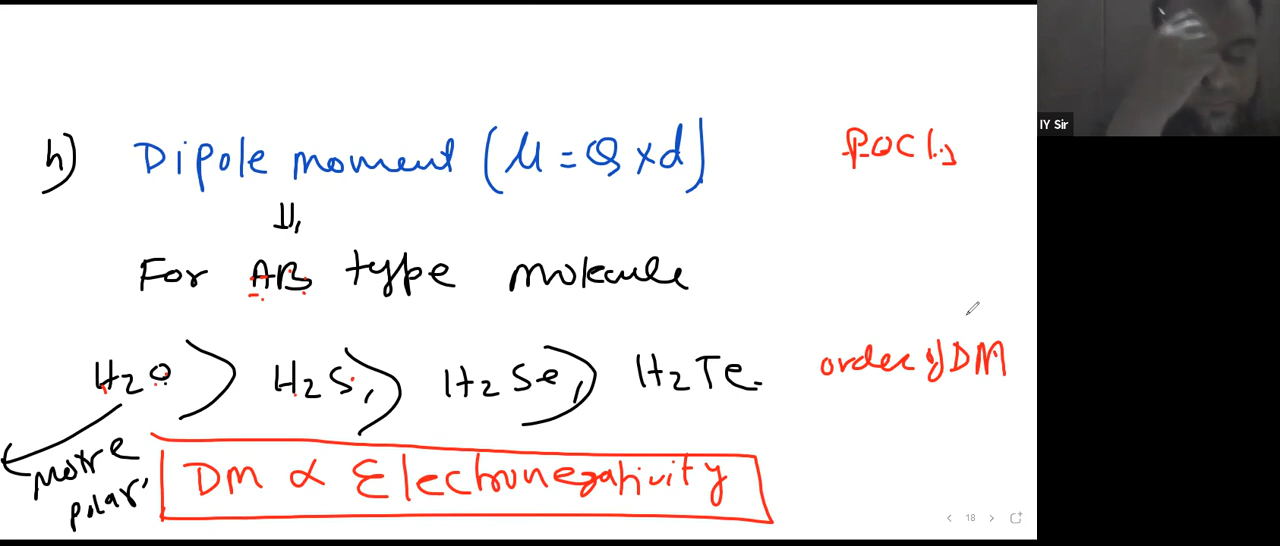 h) Dipole moment (μ = Q × d)
POCl3
⇓
For AB type molecule
H2O > H2S, > H2Se, > H2Te.
order of DM
more polar
DM ∝ Electronegativity
IY Sir
18